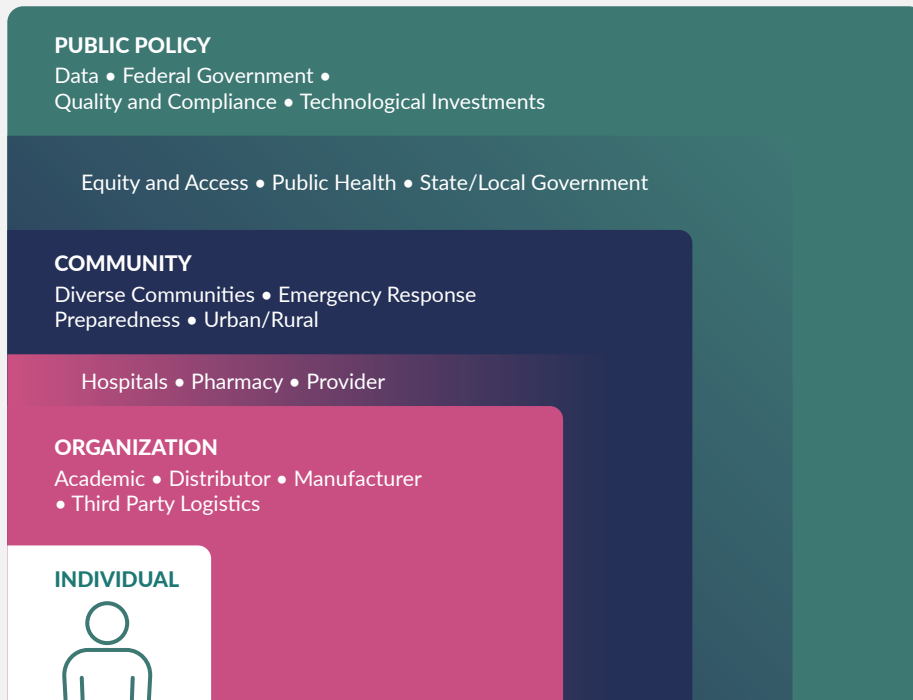 PUBLIC POLICY
Data • Federal Government •
Quality and Compliance • Technological Investments
Equity and Access • Public Health • State/Local Government
COMMUNITY
Diverse Communities • Emergency Response
Preparedness • Urban/Rural
Hospitals • Pharmacy • Provider
ORGANIZATION
Academic • Distributor • Manufacturer
• Third Party Logistics
INDIVIDUAL